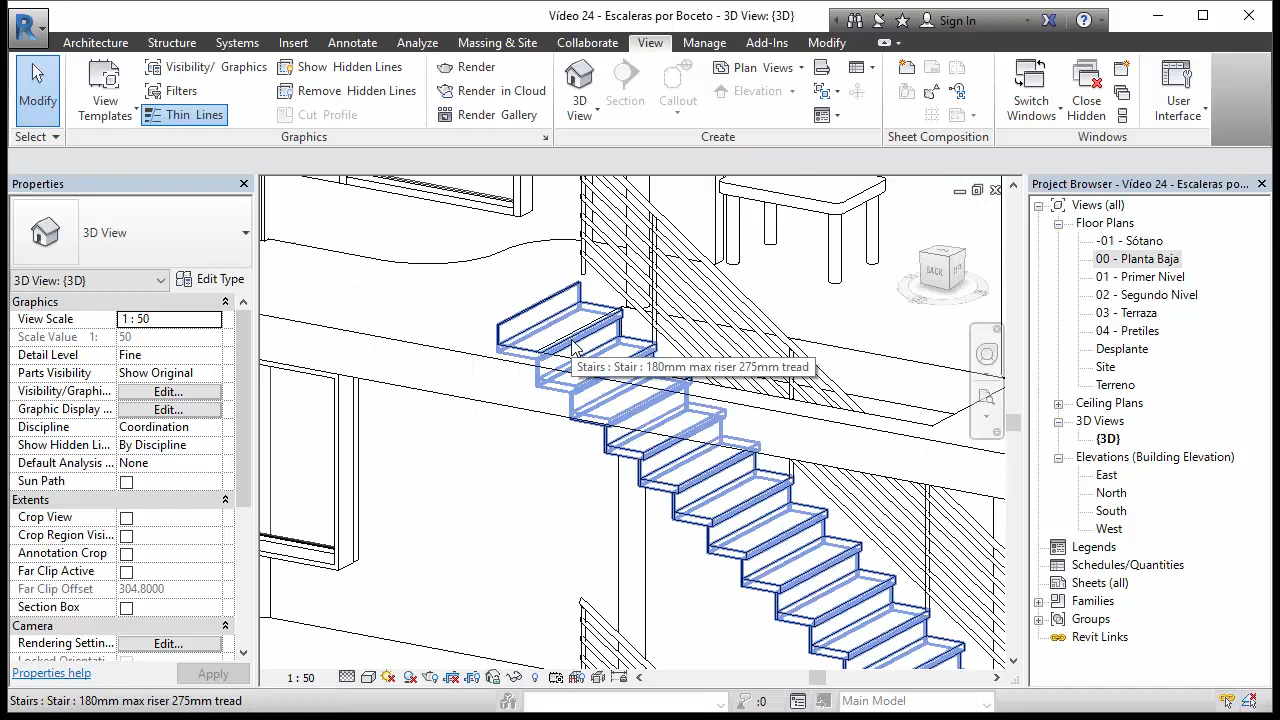 Vídeo 24 - Escaleras por Boceto - 3D View: {3D}
Sign In
Architecture Structure Systems Insert Annotate Analyze Massing & Site Collaborate View Manage Add-Ins Modify
Modify
View Templates
Visibility/ Graphics
Filters
Thin Lines
Show Hidden Lines
Remove Hidden Lines
Cut Profile
Render
Render in Cloud
Render Gallery
3D View
Section
Callout
Plan Views
Elevation
Switch Windows
Close Hidden
User Interface
Select
Graphics
Create
Sheet Composition
Windows
Properties
3D View
3D View: {3D}
Edit Type
Graphics
View Scale 1 : 50
Scale Value 1: 50
Detail Level Fine
Parts Visibility Show Original
Visibility/Graphi... Edit...
Graphic Display ... Edit...
Discipline Coordination
Show Hidden Li... By Discipline
Default Analysis ... None
Sun Path
Extents
Crop View
Crop Region Visi...
Annotation Crop
Far Clip Active
Far Clip Offset 304.8000
Section Box
Camera
Rendering Settin... Edit...
Properties help
Apply
BACK
Stairs : Stair : 180mm max riser 275mm tread
1 : 50
Project Browser - Vídeo 24 - Escaleras po...
Views (all)
Floor Plans
-01 - Sótano
00 - Planta Baja
01 - Primer Nivel
02 - Segundo Nivel
03 - Terraza
04 - Pretiles
Desplante
Site
Terreno
Ceiling Plans
3D Views
{3D}
Elevations (Building Elevation)
East
North
South
West
Legends
Schedules/Quantities
Sheets (all)
Families
Groups
Revit Links
Stairs : Stair : 180mm max riser 275mm tread
:0
Main Model